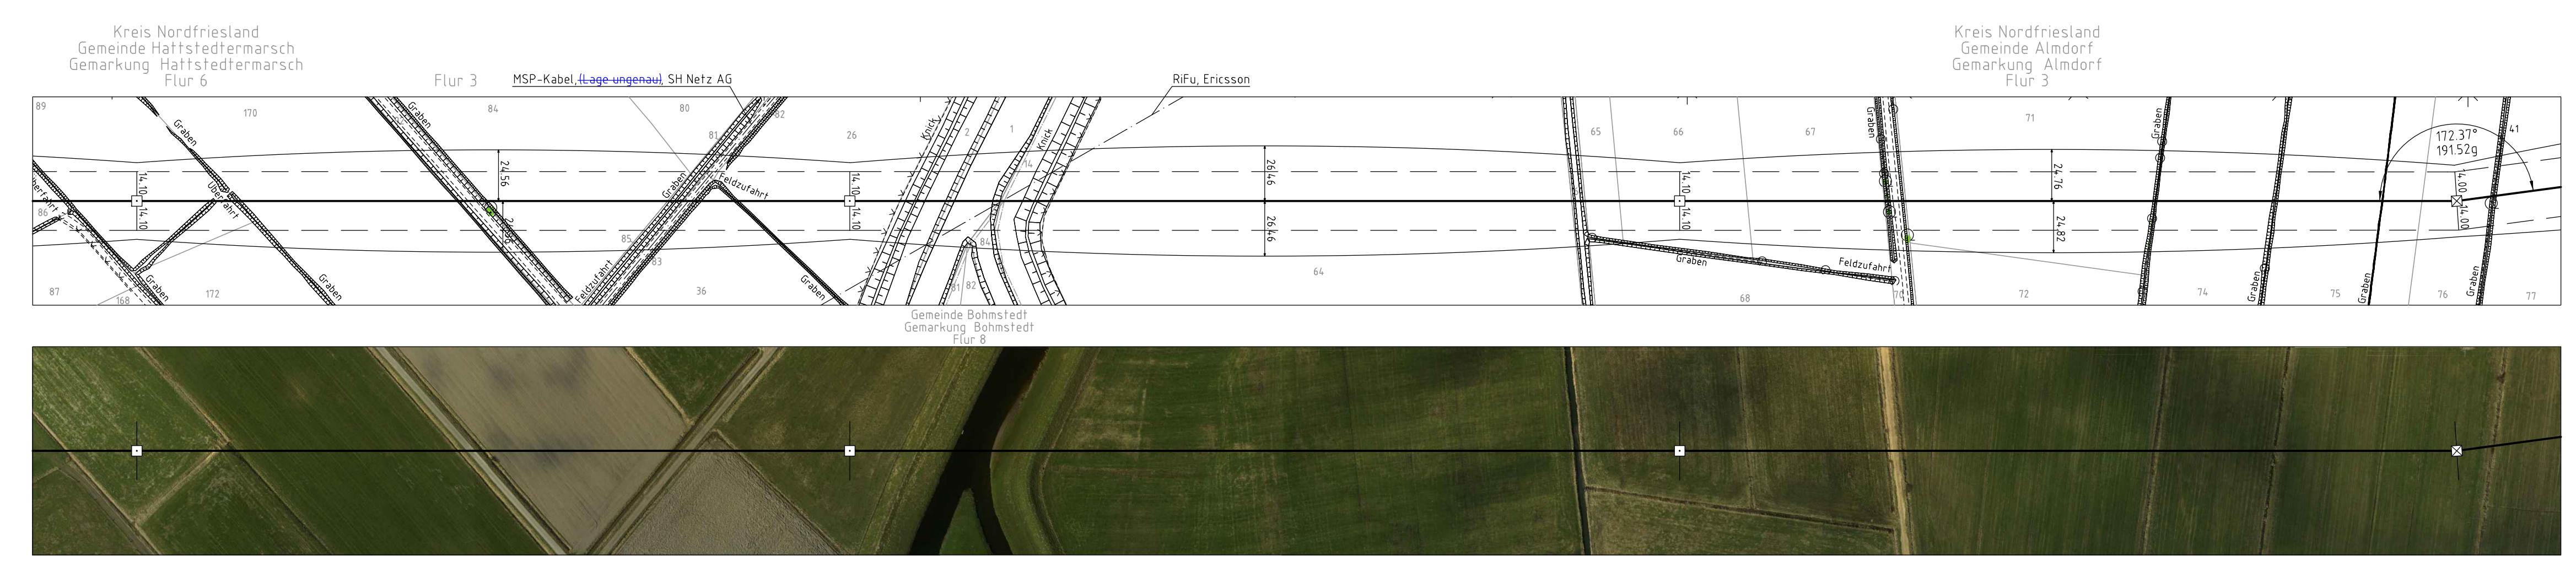 Kreis Nordfriesland
Gemeinde Hattstedtermarsch
Gemarkung Hattstedtermarsch
Flur 6
Flur 3
MSP-Kabel, (Lage ungenau), SH Netz AG
RiFu, Ericsson
Kreis Nordfriesland
Gemeinde Almdorf
Gemarkung Almdorf
Flur 3
89
170
Graben
Graben
84
80
81
82
26
Knick
2
1
Knick
14
65
66
67
Graben
71
Graben
41
172.37°
191.52g
14.10
14.10
24.56
Überfahrt
Graben
Feldzufahrt
14.10
14.10
26.46
26.46
14.10
14.10
24.76
24.82
14.00
14.00
86
85
83
84
Feldzufahrt
Graben
Graben
Graben
Graben
64
Graben
Feldzufahrt
Graben
Graben
Graben
87
168
172
36
81
82
68
70
72
74
75
76
77
Gemeinde Bohmstedt
Gemarkung Bohmstedt
Flur 8